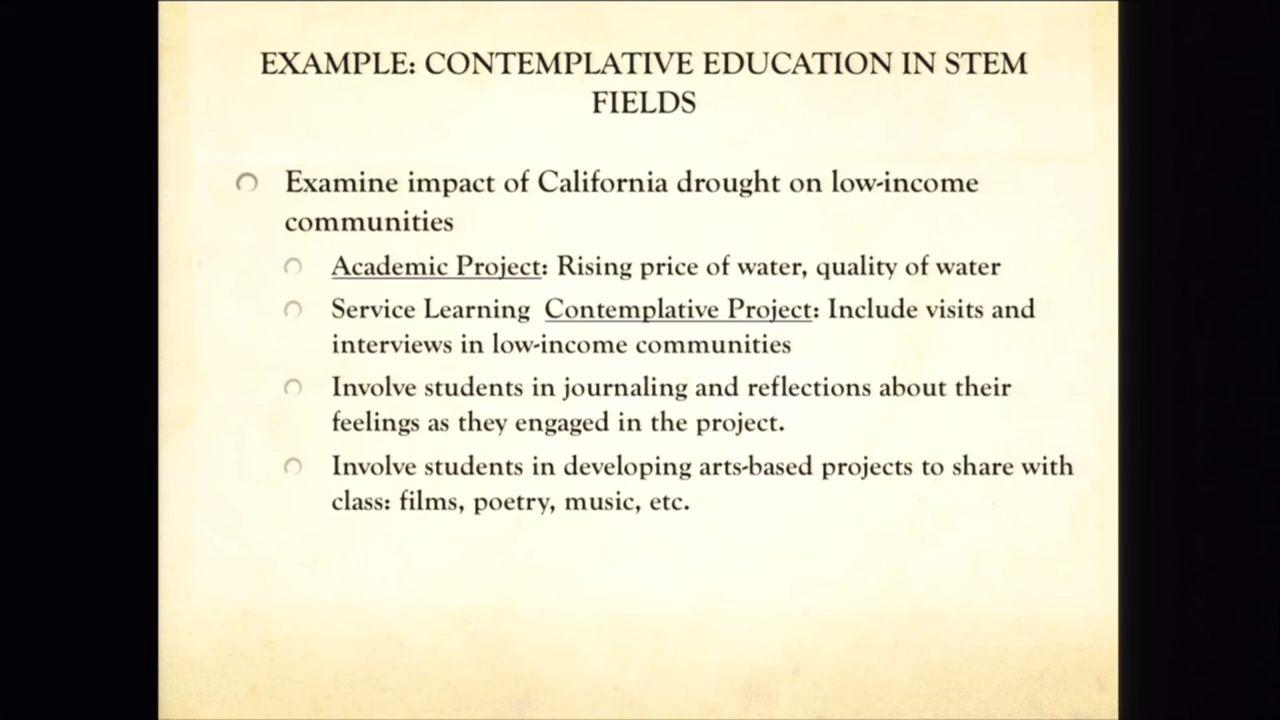 EXAMPLE: CONTEMPLATIVE EDUCATION IN STEM
FIELDS
Examine impact of California drought on low-income
communities
Academic Project: Rising price of water, quality of water
Service Learning Contemplative Project: Include visits and
interviews in low-income communities
Involve students in journaling and reflections about their
feelings as they engaged in the project.
Involve students in developing arts-based projects to share with
class: films, poetry, music, etc.